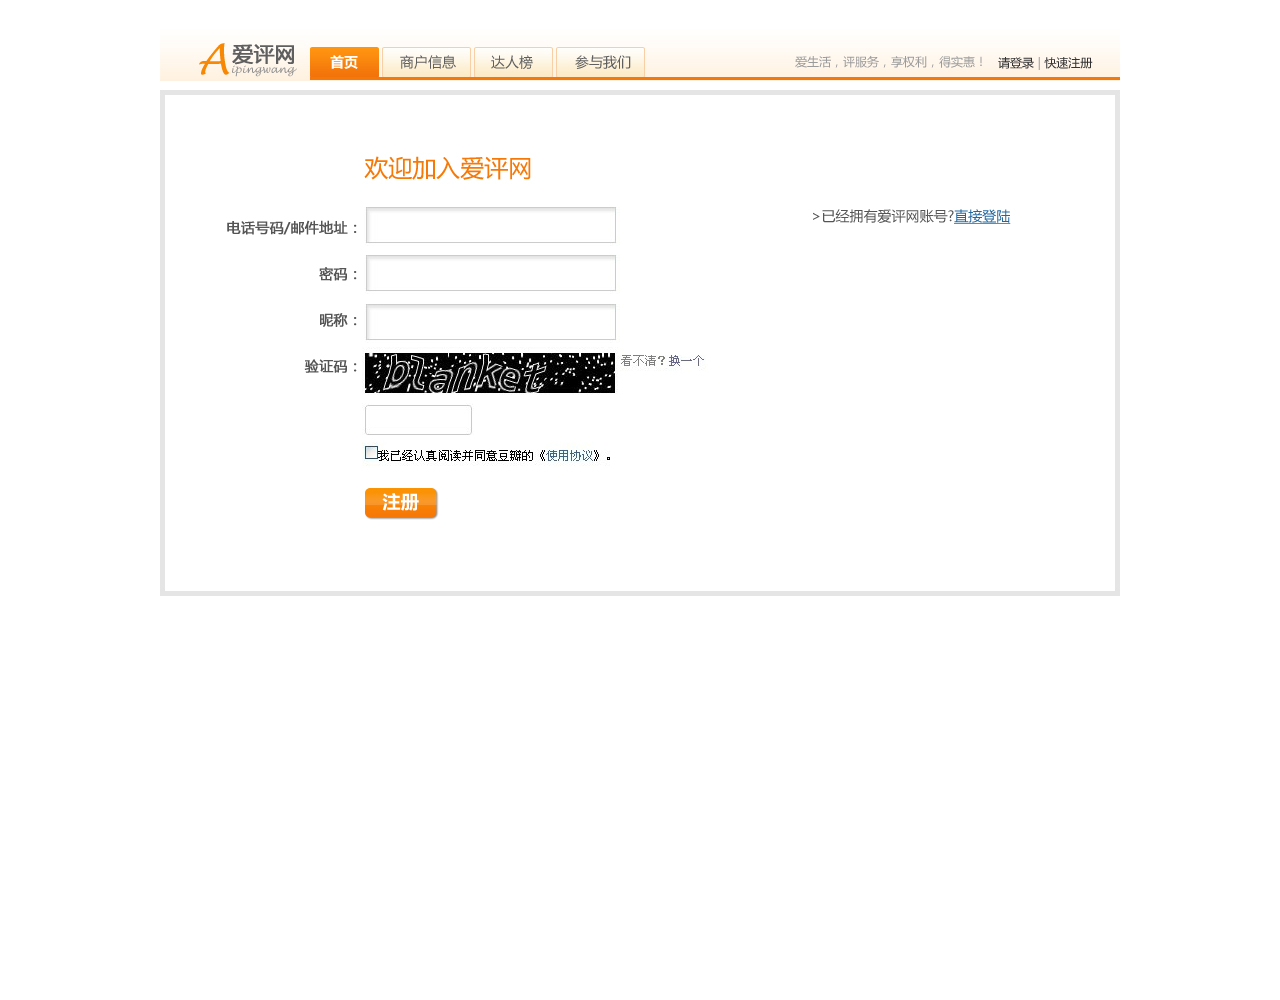 A 爱评网 ipingwang 首页 商户信息 达人榜 参与我们 爱生活，评服务，享权利，得实惠！ 请登录 | 快速注册
欢迎加入爱评网
电话号码/邮件地址： >已经拥有爱评网账号?直接登陆
密码：
昵称：
验证码： blanket 看不清？换一个
我已经认真阅读并同意豆瓣的《使用协议》。
注册